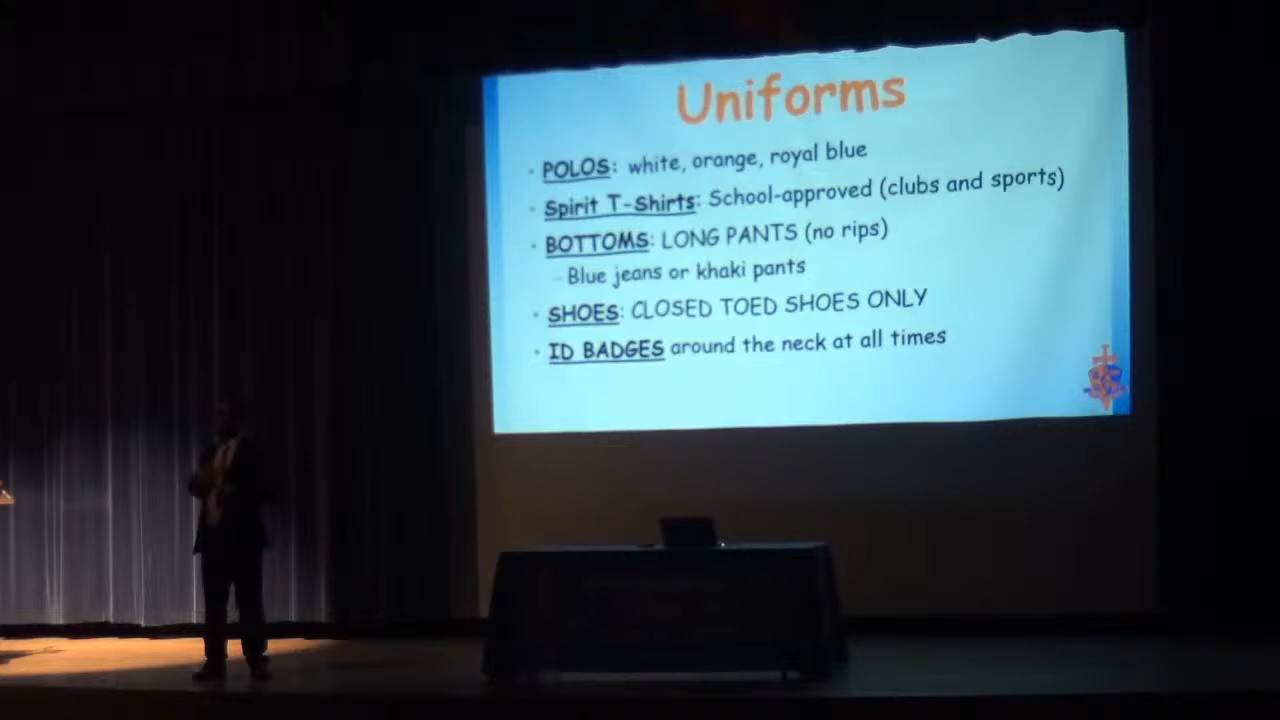 Uniforms
• POLOS: white, orange, royal blue
• Spirit T-Shirts: School-approved (clubs and sports)
• BOTTOMS: LONG PANTS (no rips)
– Blue jeans or khaki pants
• SHOES: CLOSED TOED SHOES ONLY
• ID BADGES around the neck at all times